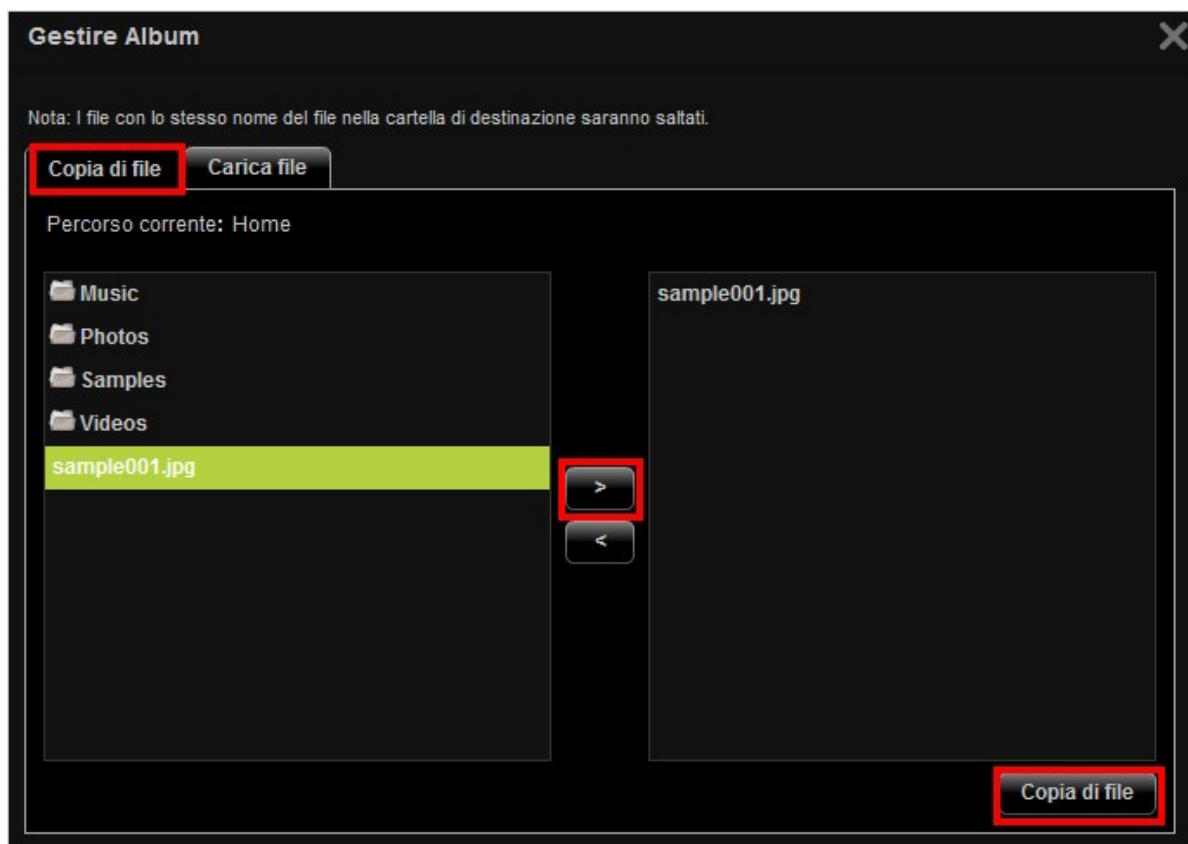 Gestire Album
Nota: I file con lo stesso nome del file nella cartella di destinazione saranno saltati.
Copia di file
Carica file
Percorso corrente: Home
Music
Photos
Samples
Videos
sample001.jpg
>
<
sample001.jpg
Copia di file